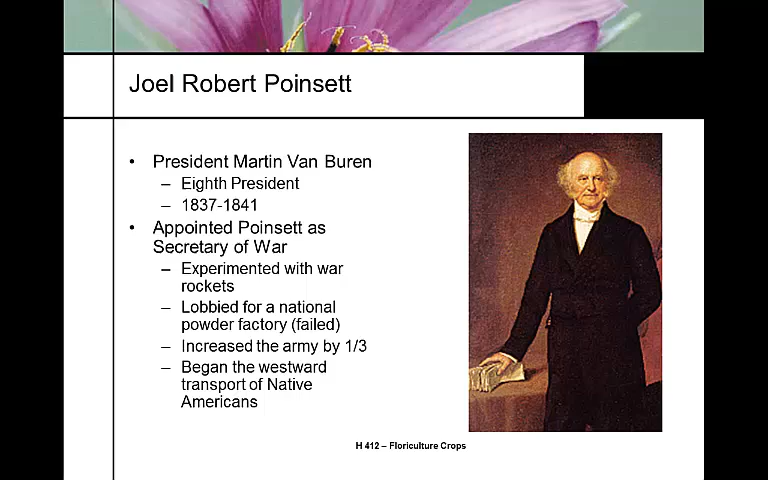 Joel Robert Poinsett
• President Martin Van Buren
– Eighth President
– 1837-1841
• Appointed Poinsett as
Secretary of War
– Experimented with war
rockets
– Lobbied for a national
powder factory (failed)
– Increased the army by 1/3
– Began the westward
transport of Native
Americans
H 412 – Floriculture Crops